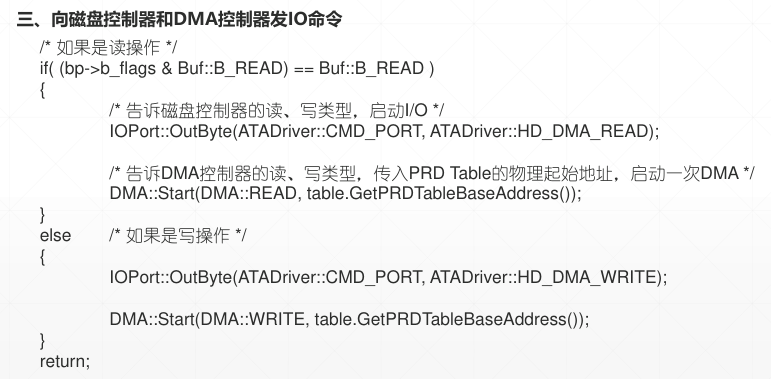 三、向磁盘控制器和DMA控制器发IO命令
/* 如果是读操作 */
if( (bp->b_flags & Buf::B_READ) == Buf::B_READ )
{
/* 告诉磁盘控制器的读、写类型，启动I/O */
IOPort::OutByte(ATADriver::CMD_PORT, ATADriver::HD_DMA_READ);
/* 告诉DMA控制器的读、写类型，传入PRD Table的物理起始地址，启动一次DMA */
DMA::Start(DMA::READ, table.GetPRDTableBaseAddress());
}
else /* 如果是写操作 */
{
IOPort::OutByte(ATADriver::CMD_PORT, ATADriver::HD_DMA_WRITE);
DMA::Start(DMA::WRITE, table.GetPRDTableBaseAddress());
}
return;